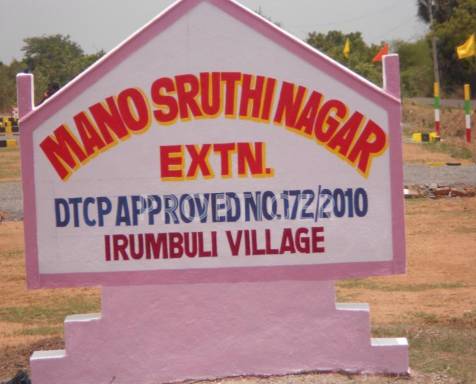 MANO SRUTHI NAGAR
EXTN.
DTCP APPROVED NO.172/2010
IRUMBULI VILLAGE